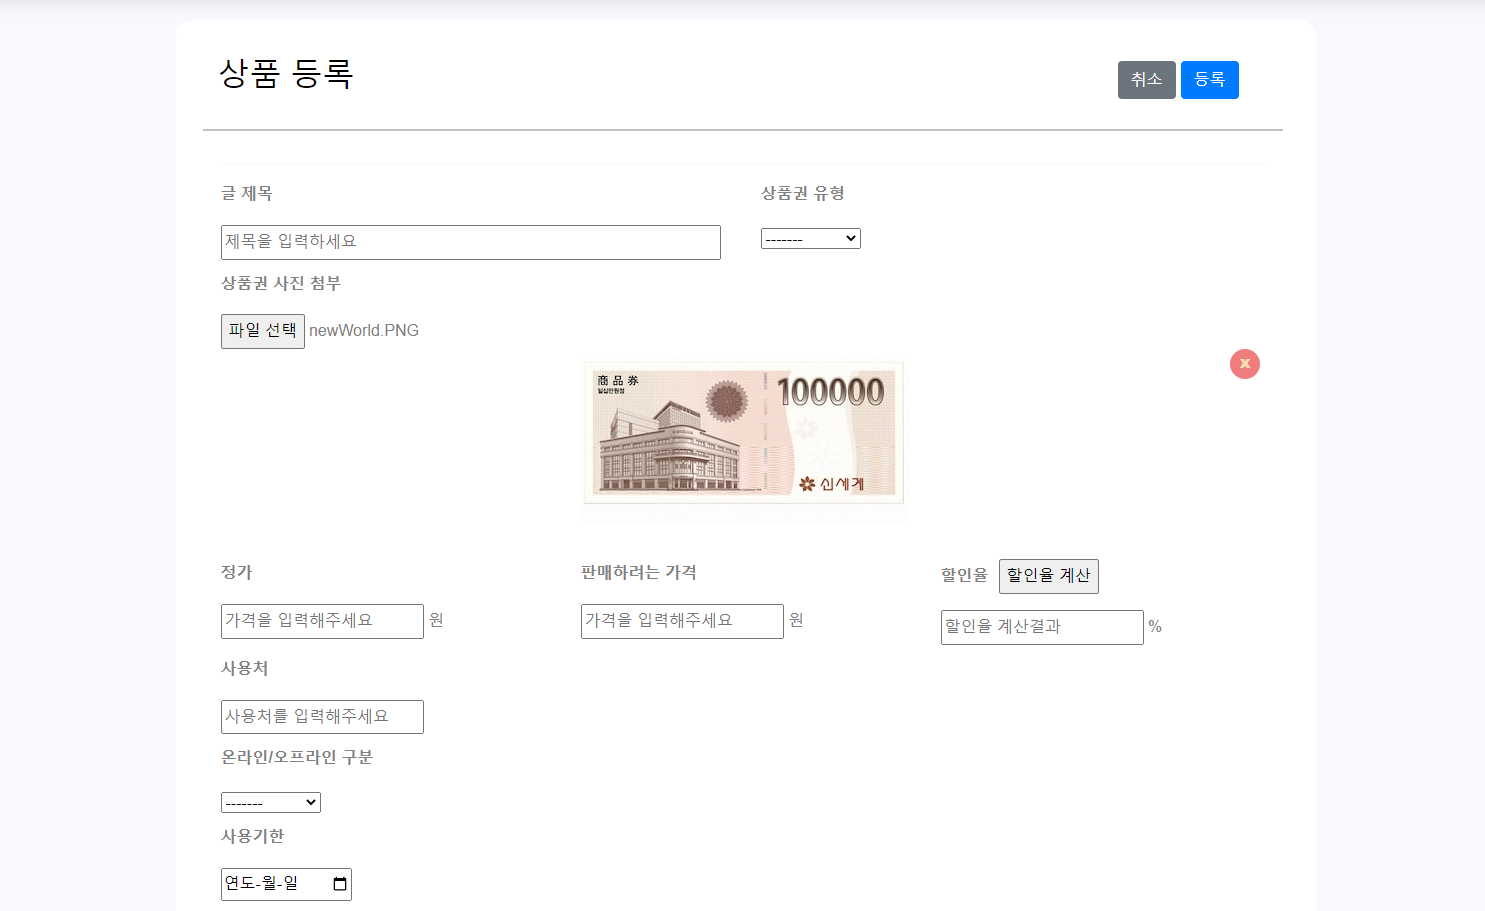 상품 등록
취소 등록
글 제목 상품권 유형
제목을 입력하세요 -------
상품권 사진 첨부
파일 선택 newWorld.PNG
x
商品券 100000
일십만원정
신세계
정가 판매하려는 가격 할인율 할인율 계산
가격을 입력해주세요 원 가격을 입력해주세요 원 할인율 계산결과 %
사용처
사용처를 입력해주세요
온라인/오프라인 구분
-------
사용기한
연도-월-일